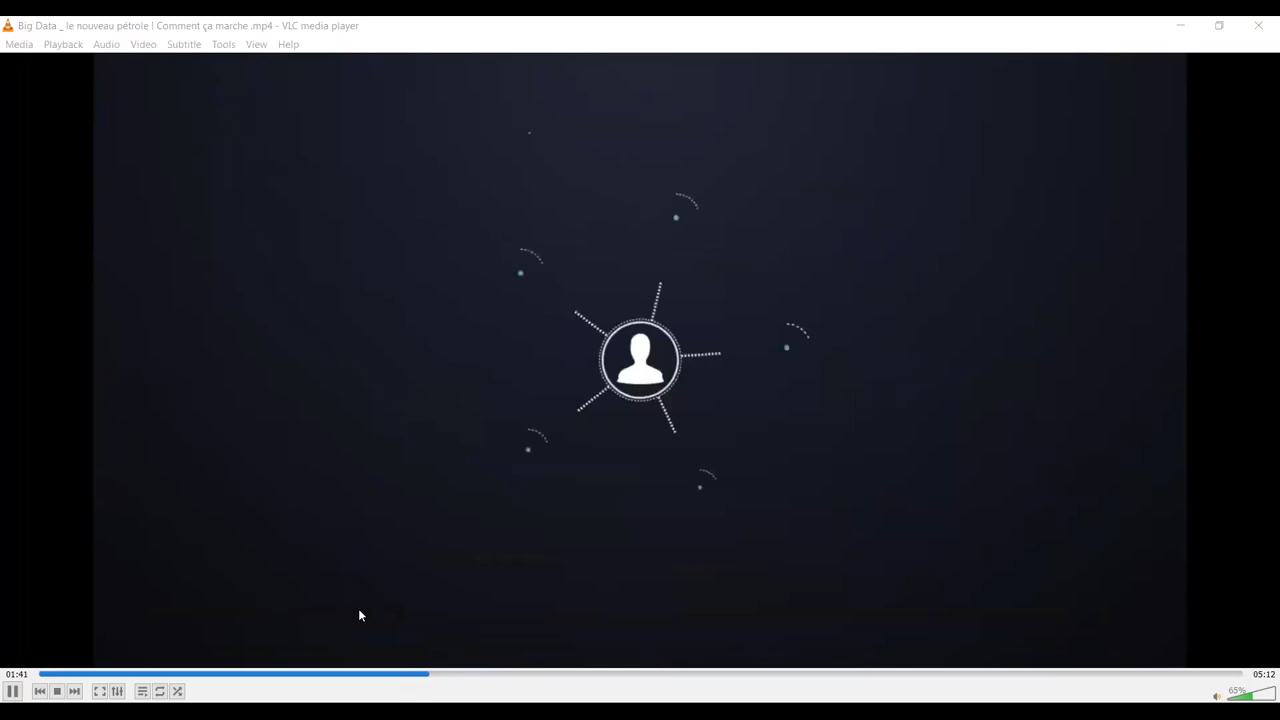 Big Data _ le nouveau pétrole ! Comment ça marche .mp4 - VLC media player
Media Playback Audio Video Subtitle Tools View Help
01:41 05:12
65%